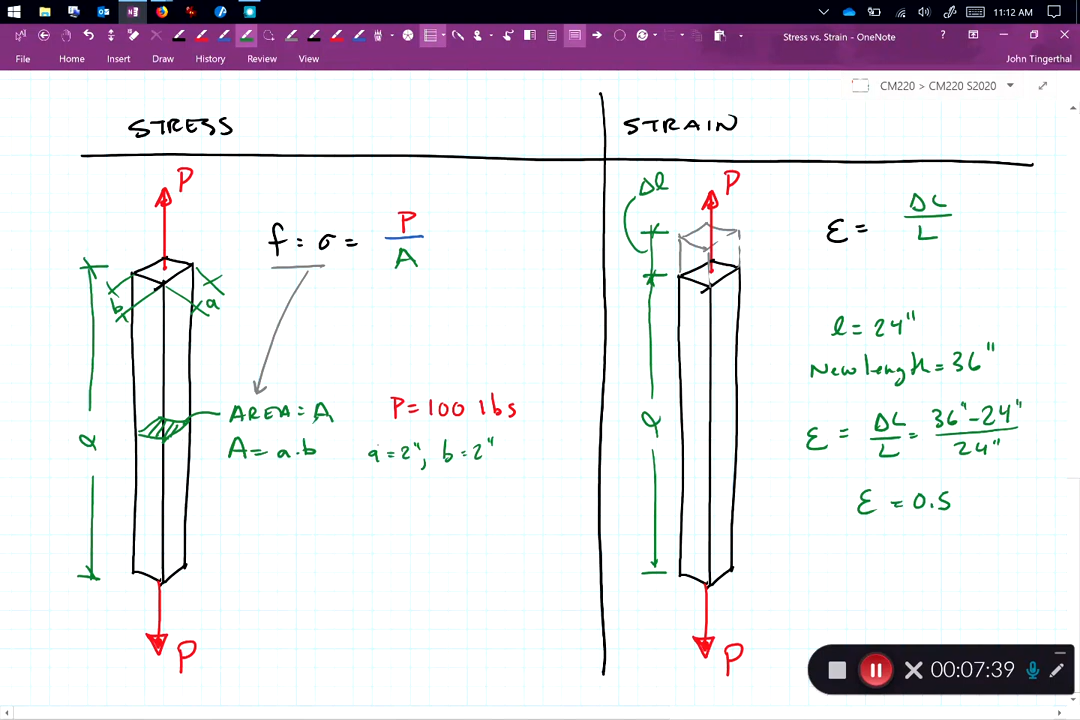 11:12 AM
Stress vs. Strain - OneNote
?
File Home Insert Draw History Review View
John Tingerthal
CM220 > CM220 S2020
STRESS
P
f = σ = P/A
b
a
l
AREA = A
A = a·b
P = 100 lbs
a = 2", b = 2"
P
STRAIN
Δl
P
ε = ΔL/L
l = 24"
New length = 36"
l
ε = ΔL/L = 36"-24"/24"
ε = 0.5
P
00:07:39